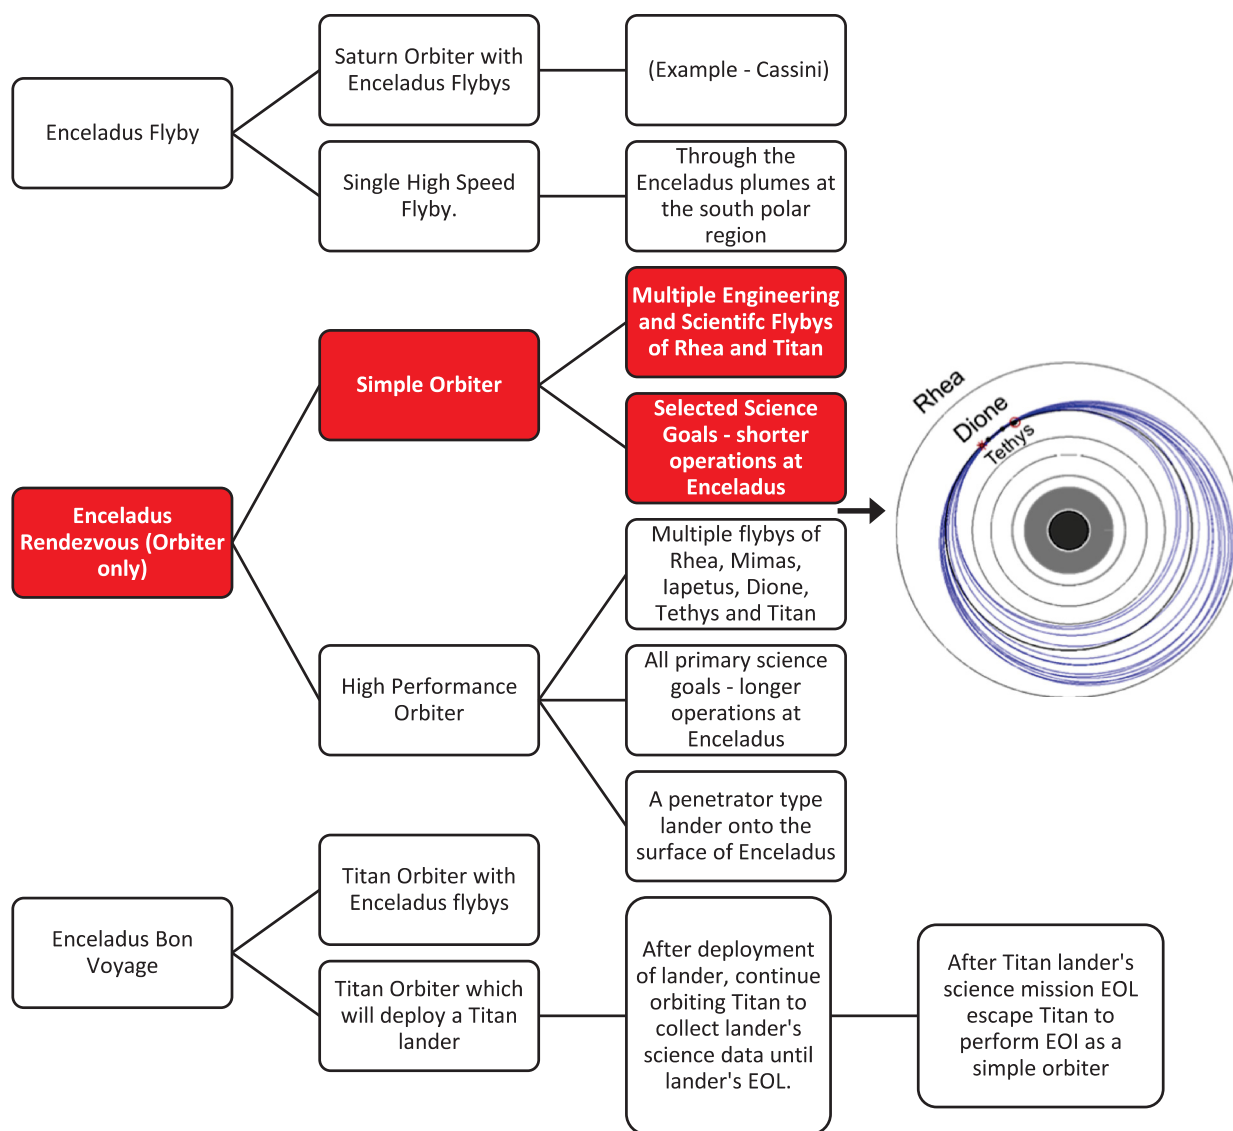 Enceladus Flyby
Saturn Orbiter with
Enceladus Flybys
(Example - Cassini)
Single High Speed
Flyby.
Through the
Enceladus plumes at
the south polar
region
Enceladus
Rendezvous (Orbiter
only)
Simple Orbiter
Multiple Engineering
and Scientifc Flybys
of Rhea and Titan
Selected Science
Goals - shorter
operations at
Enceladus
Rhea
Dione
Tethys
High Performance
Orbiter
Multiple flybys of
Rhea, Mimas,
Iapetus, Dione,
Tethys and Titan
All primary science
goals - longer
operations at
Enceladus
A penetrator type
lander onto the
surface of Enceladus
Enceladus Bon
Voyage
Titan Orbiter with
Enceladus flybys
Titan Orbiter which
will deploy a Titan
lander
After deployment
of lander, continue
orbiting Titan to
collect lander's
science data until
lander's EOL.
After Titan lander's
science mission EOL
escape Titan to
perform EOI as a
simple orbiter